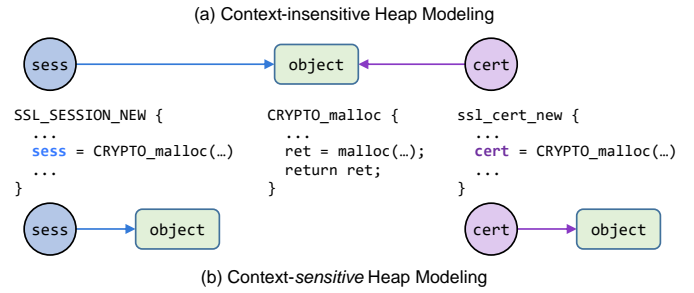 (a) Context-insensitive Heap Modeling
sess
object
cert
SSL_SESSION_NEW {
...
sess = CRYPTO_malloc(…)
...
}
CRYPTO_malloc {
...
ret = malloc(…);
return ret;
}
ssl_cert_new {
...
cert = CRYPTO_malloc(…)
...
}
sess
object
cert
object
(b) Context-sensitive Heap Modeling